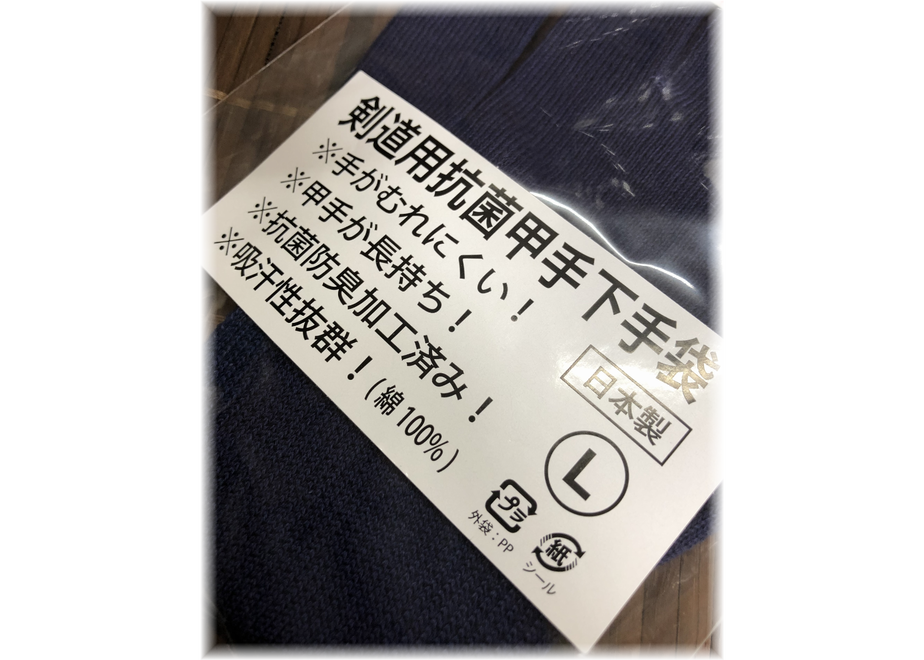 剣道用抗菌甲手下手袋
※手がむれにくい！
※甲手が長持ち！
※抗菌防臭加工済み！
※吸汗性抜群！(綿100%)
日本製
L
プラ
外袋：PP
紙
シール